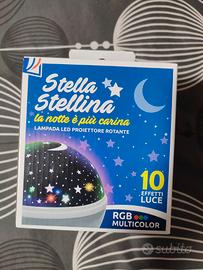 Stella
Stellina
la notte è più carina
LAMPADA LED PROIETTORE ROTANTE
10
EFFETTI
LUCE
RGB
MULTICOLOR
subito